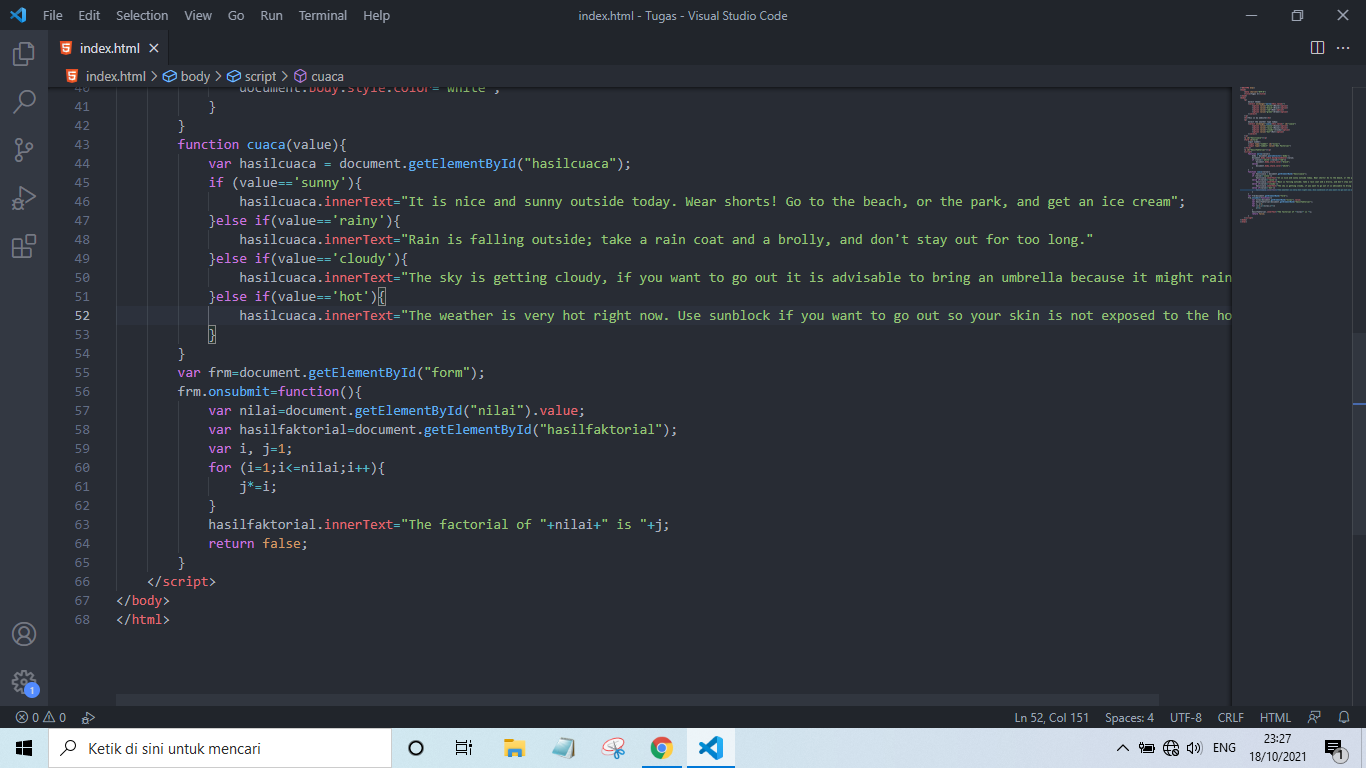 File Edit Selection View Go Run Terminal Help index.html - Tugas - Visual Studio Code
index.html
index.html > body > script > cuaca
40 document.body.style.color="white";
41 }
42 }
43 function cuaca(value){
44 var hasilcuaca = document.getElementById("hasilcuaca");
45 if (value=='sunny'){
46 hasilcuaca.innerText="It is nice and sunny outside today. Wear shorts! Go to the beach, or the park, and get an ice cream";
47 }else if(value=='rainy'){
48 hasilcuaca.innerText="Rain is falling outside; take a rain coat and a brolly, and don't stay out for too long."
49 }else if(value=='cloudy'){
50 hasilcuaca.innerText="The sky is getting cloudy, if you want to go out it is advisable to bring an umbrella because it might rain
51 }else if(value=='hot'){
52 hasilcuaca.innerText="The weather is very hot right now. Use sunblock if you want to go out so your skin is not exposed to the ho
53 }
54 }
55 var frm=document.getElementById("form");
56 frm.onsubmit=function(){
57 var nilai=document.getElementById("nilai").value;
58 var hasilfaktorial=document.getElementById("hasilfaktorial");
59 var i, j=1;
60 for (i=1;i<=nilai;i++){
61 j*=i;
62 }
63 hasilfaktorial.innerText="The factorial of "+nilai+" is "+j;
64 return false;
65 }
66 </script>
67 </body>
68 </html>
1
0 0 Ln 52, Col 151 Spaces: 4 UTF-8 CRLF HTML
Ketik di sini untuk mencari ENG 23:27
18/10/2021 1